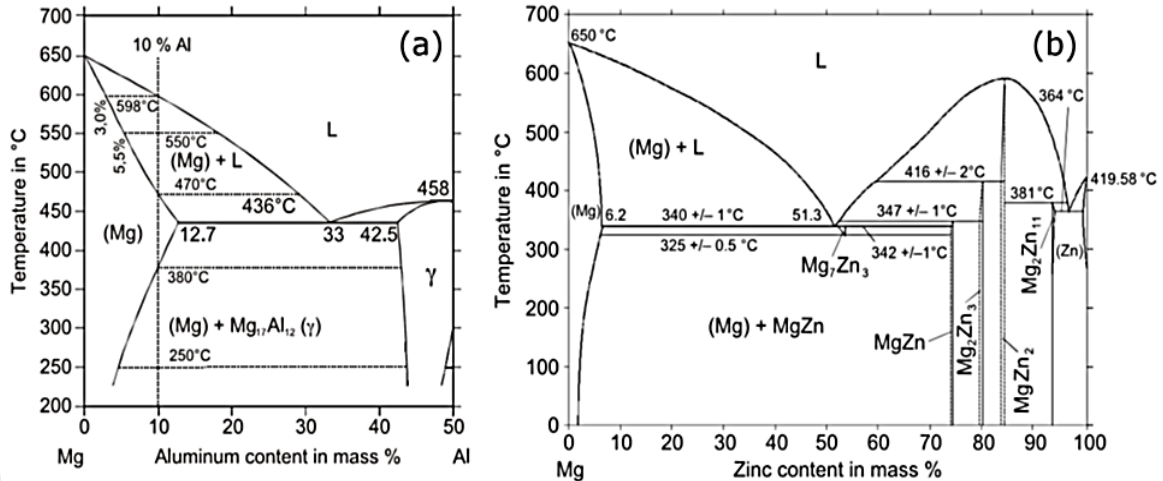 (a)
Temperature in °C
700
650
600
550
500
450
400
350
300
250
200
10 % Al
598°C
3,0%
550°C
5,5%
L
(Mg) + L
470°C
436°C
458
(Mg)
12.7
33
42.5
380°C
γ
(Mg) + Mg₁₇Al₁₂ (γ)
250°C
0
10
20
30
40
50
Mg
Aluminum content in mass %
Al
(b)
Temperature in °C
700
600
500
400
300
200
100
0
650 °C
L
364 °C
(Mg) + L
416 +/− 2°C
381°C
419.58 °C
(Mg)
6.2
340 +/− 1°C
51.3
347 +/− 1°C
325 +/− 0.5 °C
342 +/−1°C
Mg₇Zn₃
Mg₂Zn₁₁
(Zn)
(Mg) + MgZn
MgZn
Mg₂Zn₃
MgZn₂
0
10
20
30
40
50
60
70
80
90
100
Mg
Zinc content in mass %
Zn